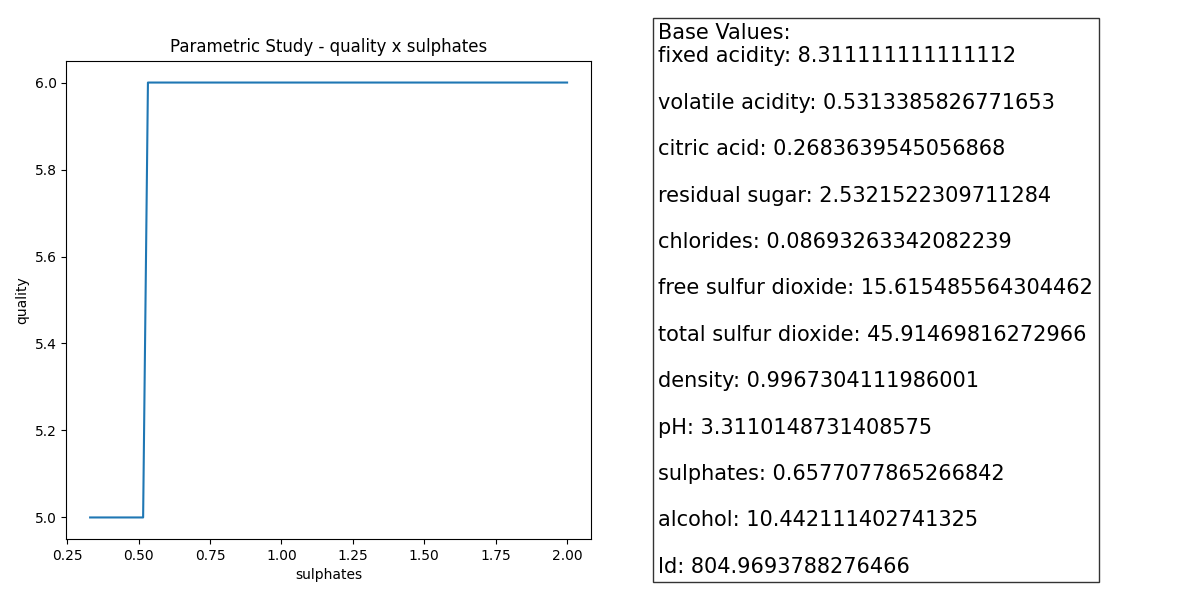 Parametric Study - quality x sulphates
6.0
5.8
5.6
5.4
5.2
5.0
quality
0.25 0.50 0.75 1.00 1.25 1.50 1.75 2.00
sulphates
Base Values:
fixed acidity: 8.311111111111112
volatile acidity: 0.5313385826771653
citric acid: 0.2683639545056868
residual sugar: 2.5321522309711284
chlorides: 0.08693263342082239
free sulfur dioxide: 15.615485564304462
total sulfur dioxide: 45.91469816272966
density: 0.9967304111986001
pH: 3.3110148731408575
sulphates: 0.6577077865266842
alcohol: 10.442111402741325
Id: 804.9693788276466